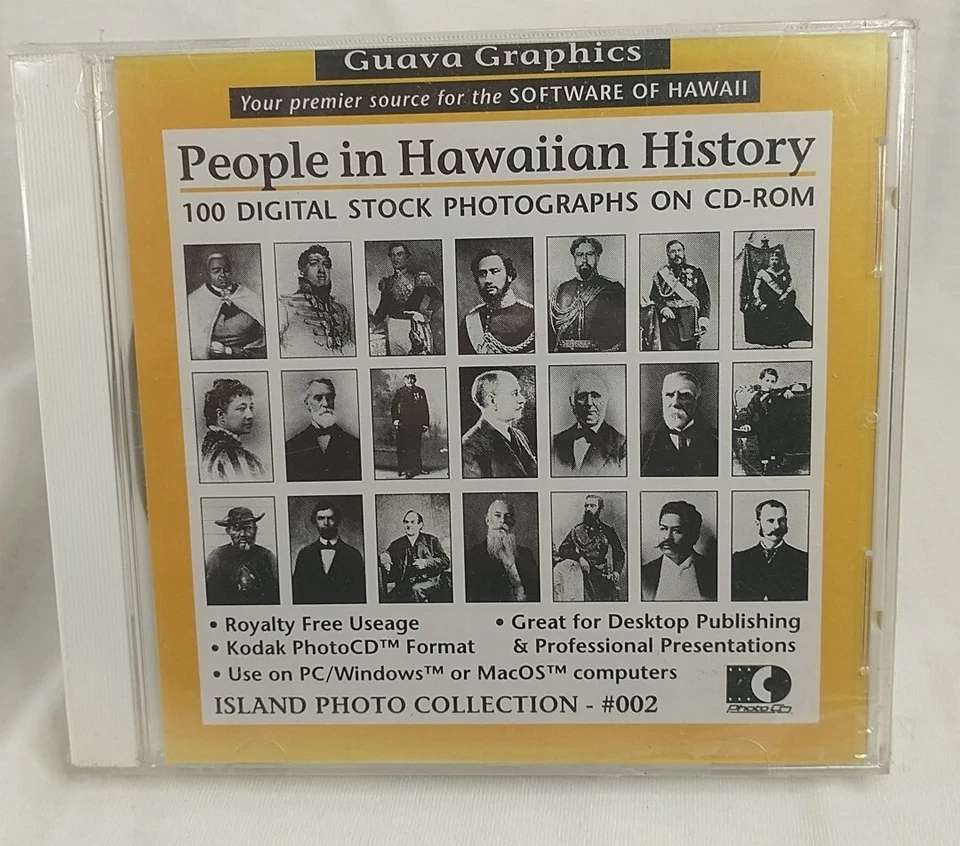 Guava Graphics
Your premier source for the SOFTWARE OF HAWAII
People in Hawaiian History
100 DIGITAL STOCK PHOTOGRAPHS ON CD-ROM
• Royalty Free Useage
• Kodak PhotoCD™ Format
• Use on PC/Windows™ or MacOS™ computers
• Great for Desktop Publishing
& Professional Presentations
ISLAND PHOTO COLLECTION - #002
Photo CD